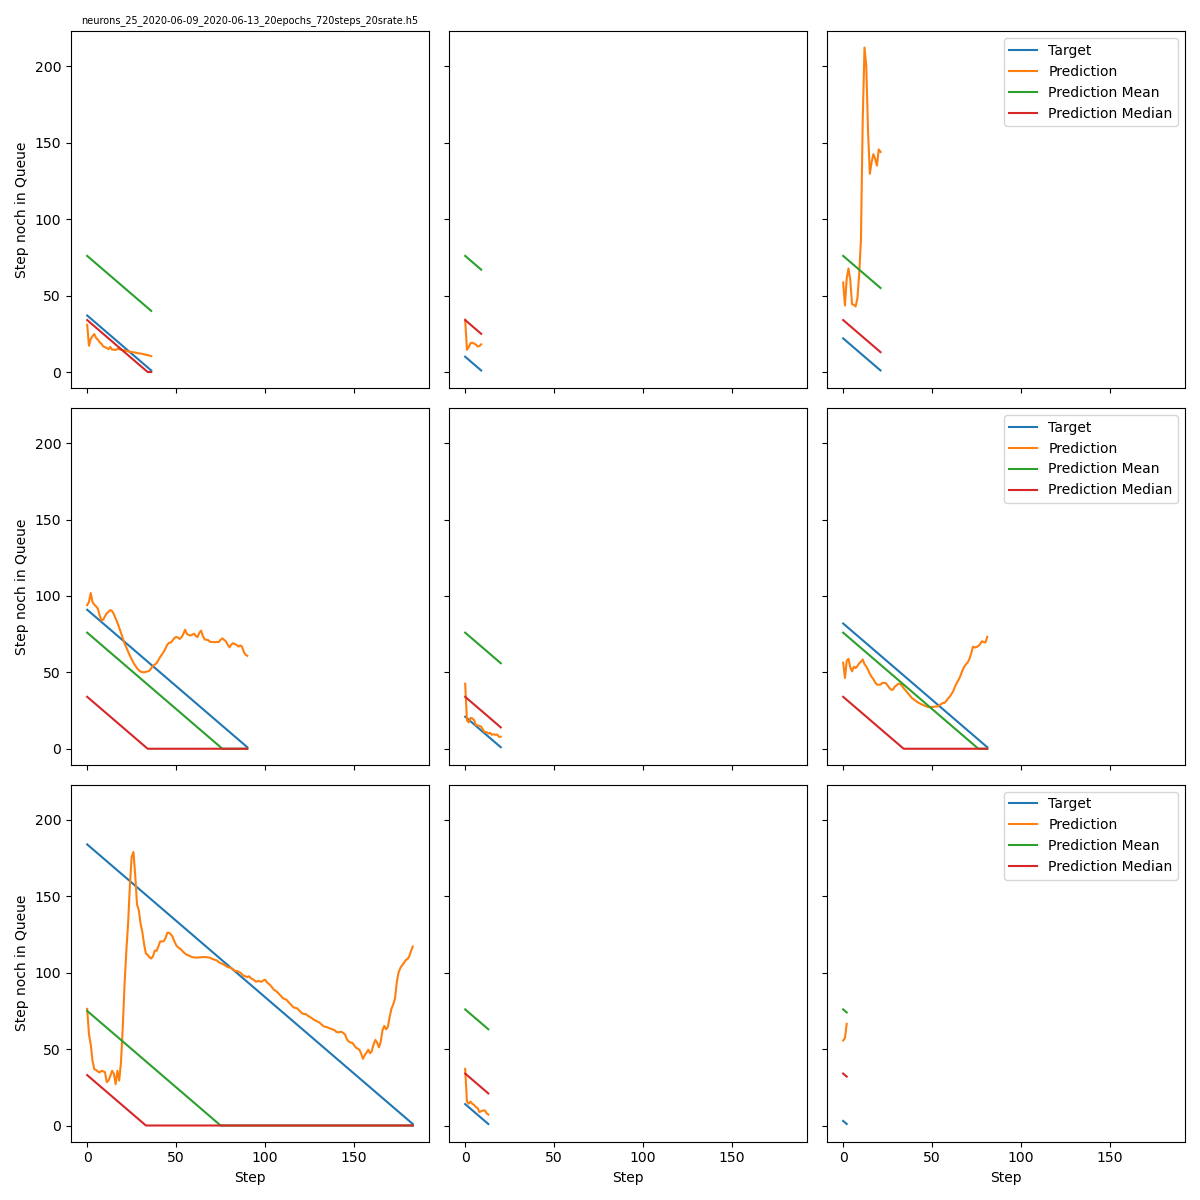 neurons_25_2020-06-09_2020-06-13_20epochs_720steps_20srate.h5
Step noch in Queue
200
150
100
50
0
Target
Prediction
Prediction Mean
Prediction Median
Step noch in Queue
200
150
100
50
0
Target
Prediction
Prediction Mean
Prediction Median
Step noch in Queue
200
150
100
50
0
Target
Prediction
Prediction Mean
Prediction Median
0 50 100 150
0 50 100 150
0 50 100 150
Step
Step
Step